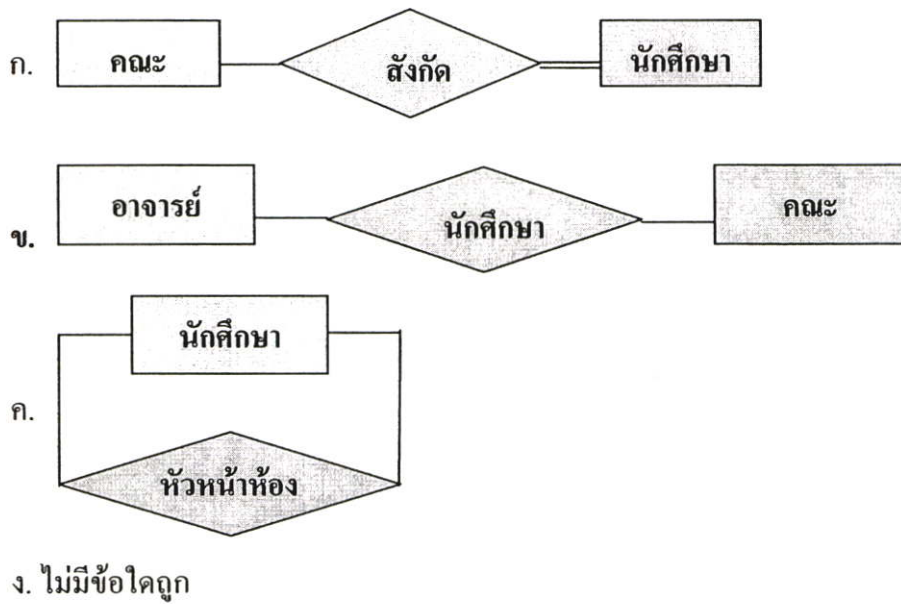 ก. คณะ สังกัด นักศึกษา
ข. อาจารย์ นักศึกษา คณะ
นักศึกษา
ค.
หัวหน้าห้อง
ง. ไม่มีข้อใดถูก